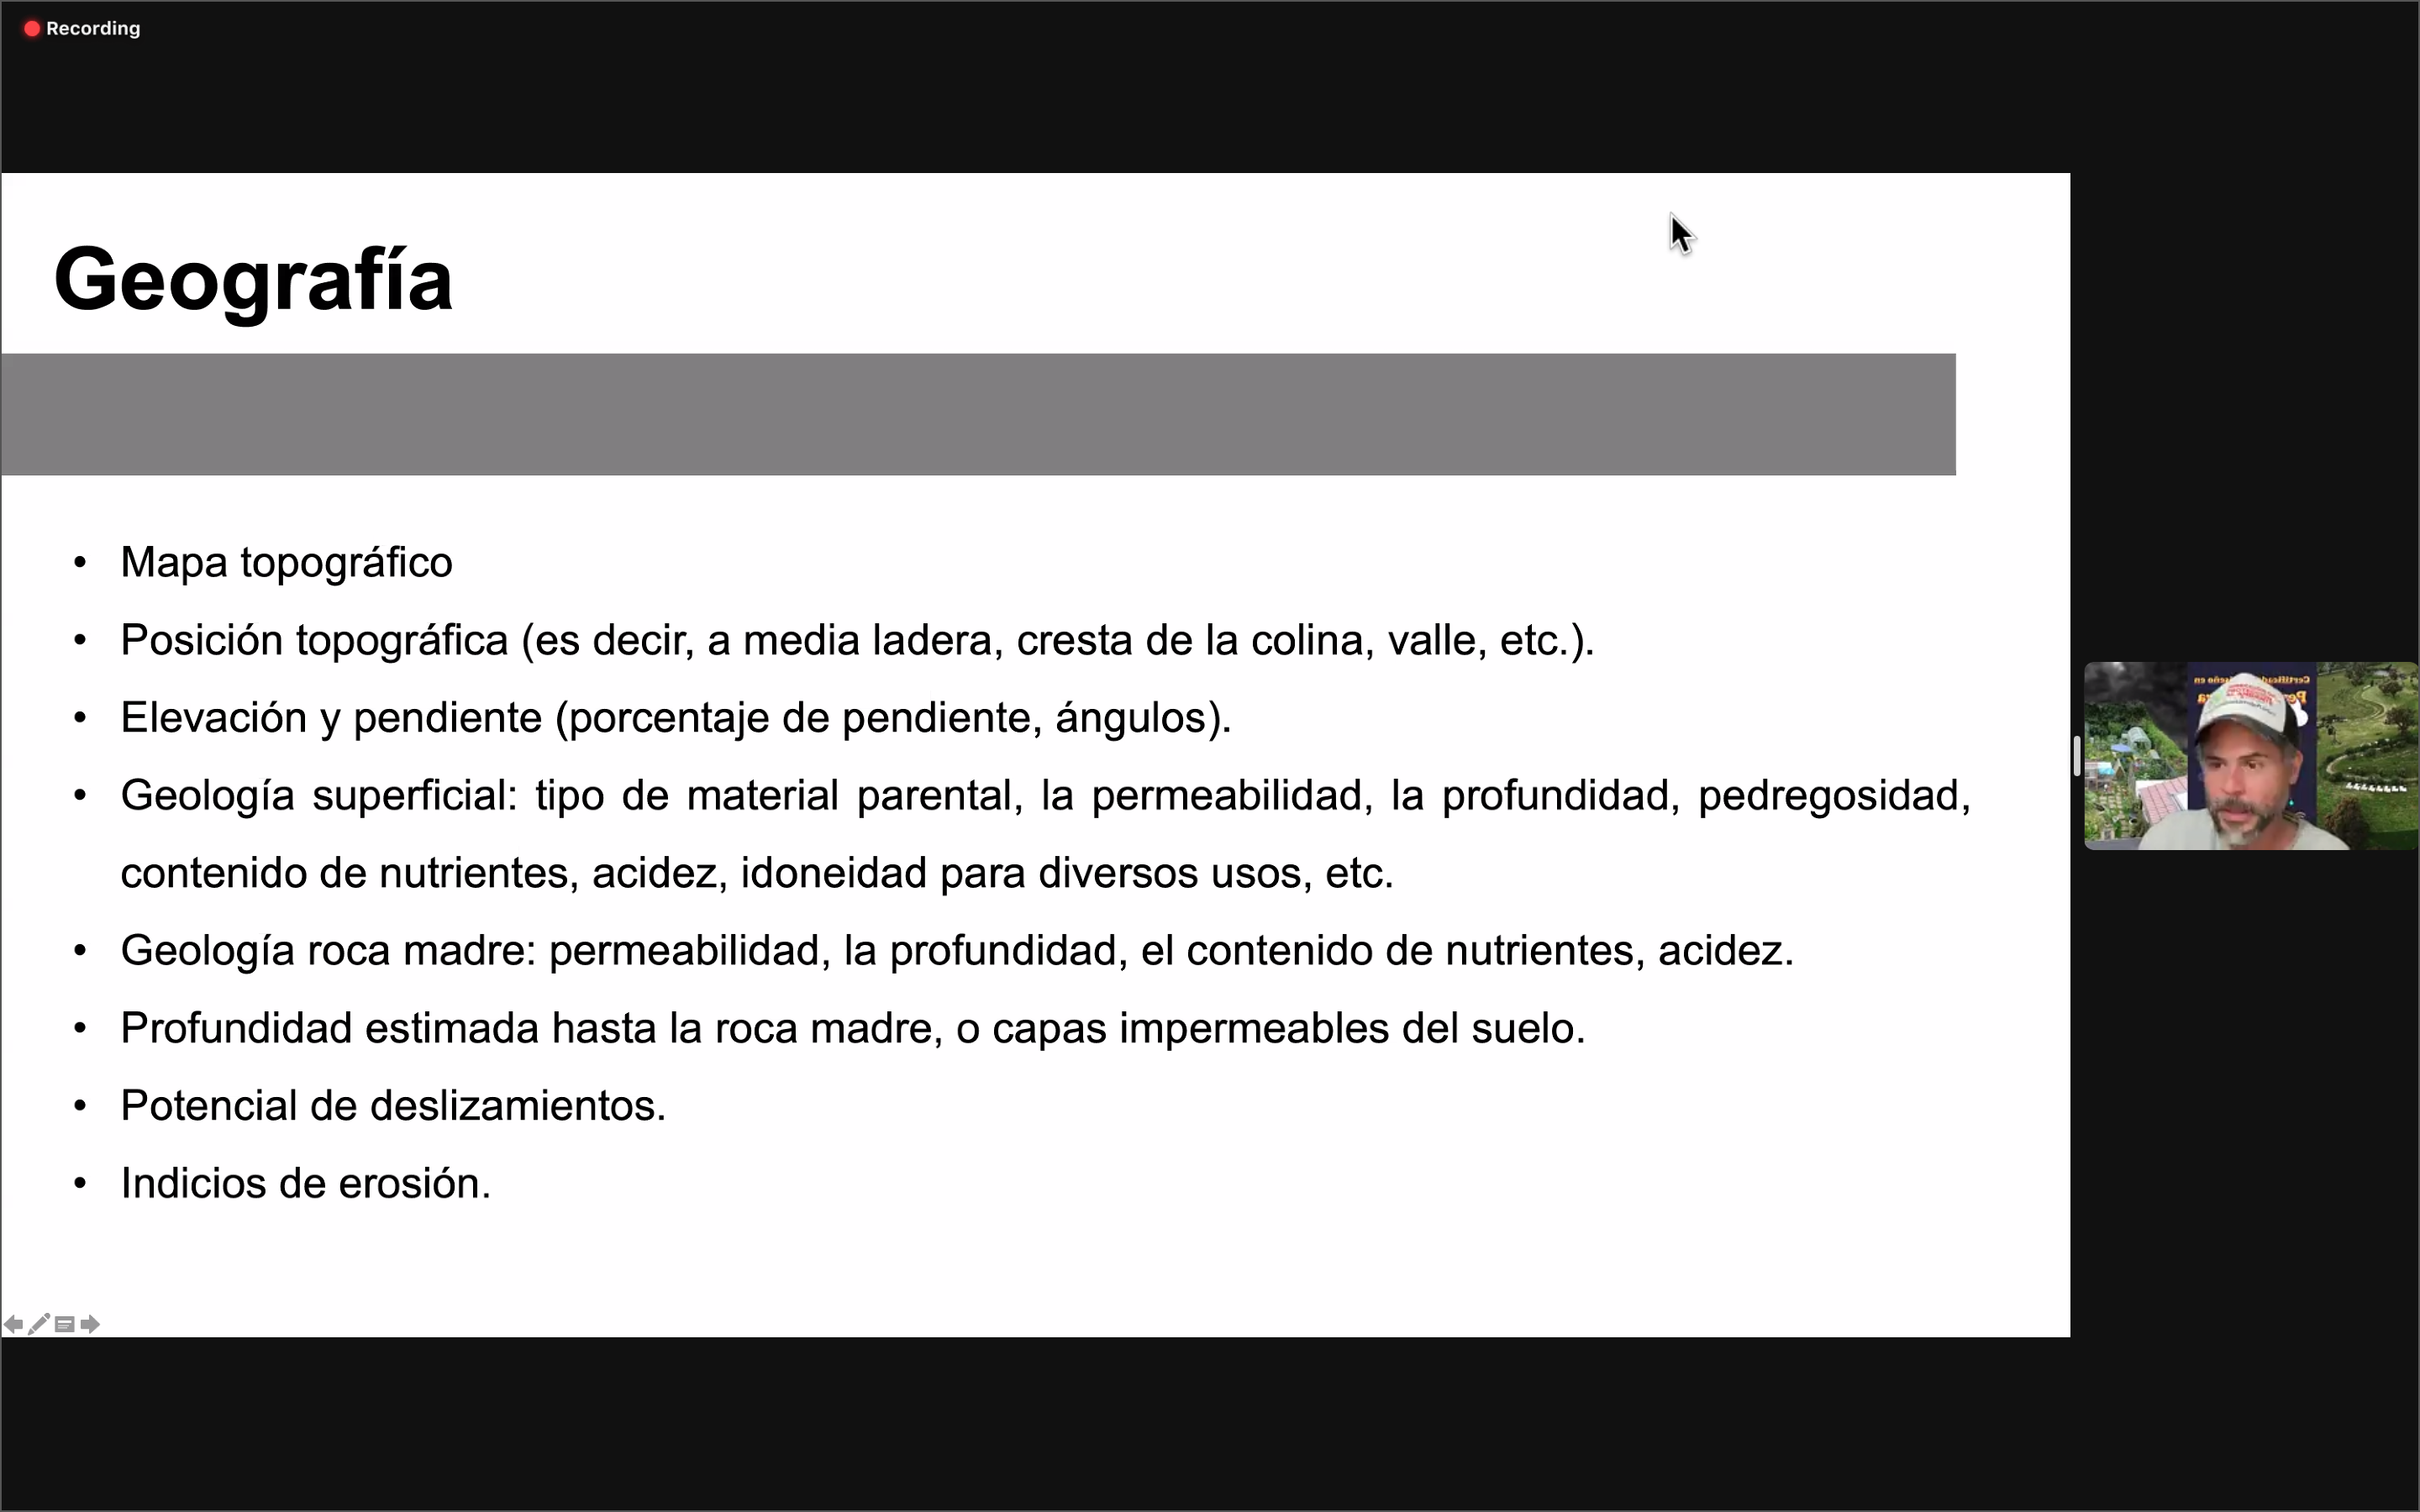 Recording
Geografía
• Mapa topográfico
• Posición topográfica (es decir, a media ladera, cresta de la colina, valle, etc.).
• Elevación y pendiente (porcentaje de pendiente, ángulos).
• Geología superficial: tipo de material parental, la permeabilidad, la profundidad, pedregosidad,
contenido de nutrientes, acidez, idoneidad para diversos usos, etc.
• Geología roca madre: permeabilidad, la profundidad, el contenido de nutrientes, acidez.
• Profundidad estimada hasta la roca madre, o capas impermeables del suelo.
• Potencial de deslizamientos.
• Indicios de erosión.